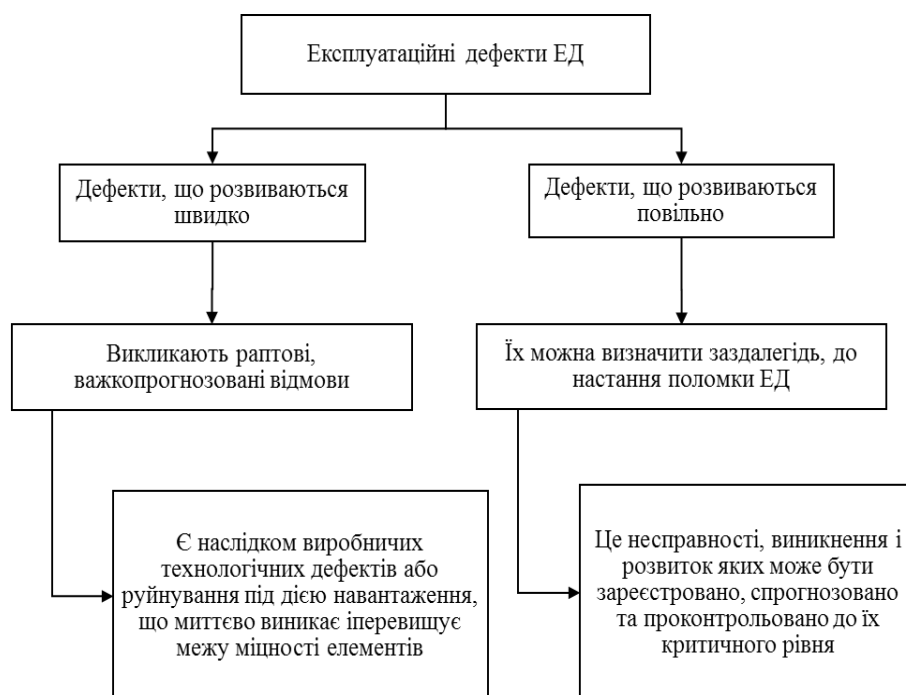 Експлуатаційні дефекти ЕД
Дефекти, що розвиваються
швидко
Дефекти, що розвиваються
повільно
Викликають раптові,
важкопрогнозовані відмови
Їх можна визначити заздалегідь, до
настання поломки ЕД
Є наслідком виробничих
технологічних дефектів або
руйнування під дією навантаження,
що миттєво виникає іперевищує
межу міцності елементів
Це несправності, виникнення і
розвиток яких може бути
зареєстровано, спрогнозовано
та проконтрольовано до їх
критичного рівня